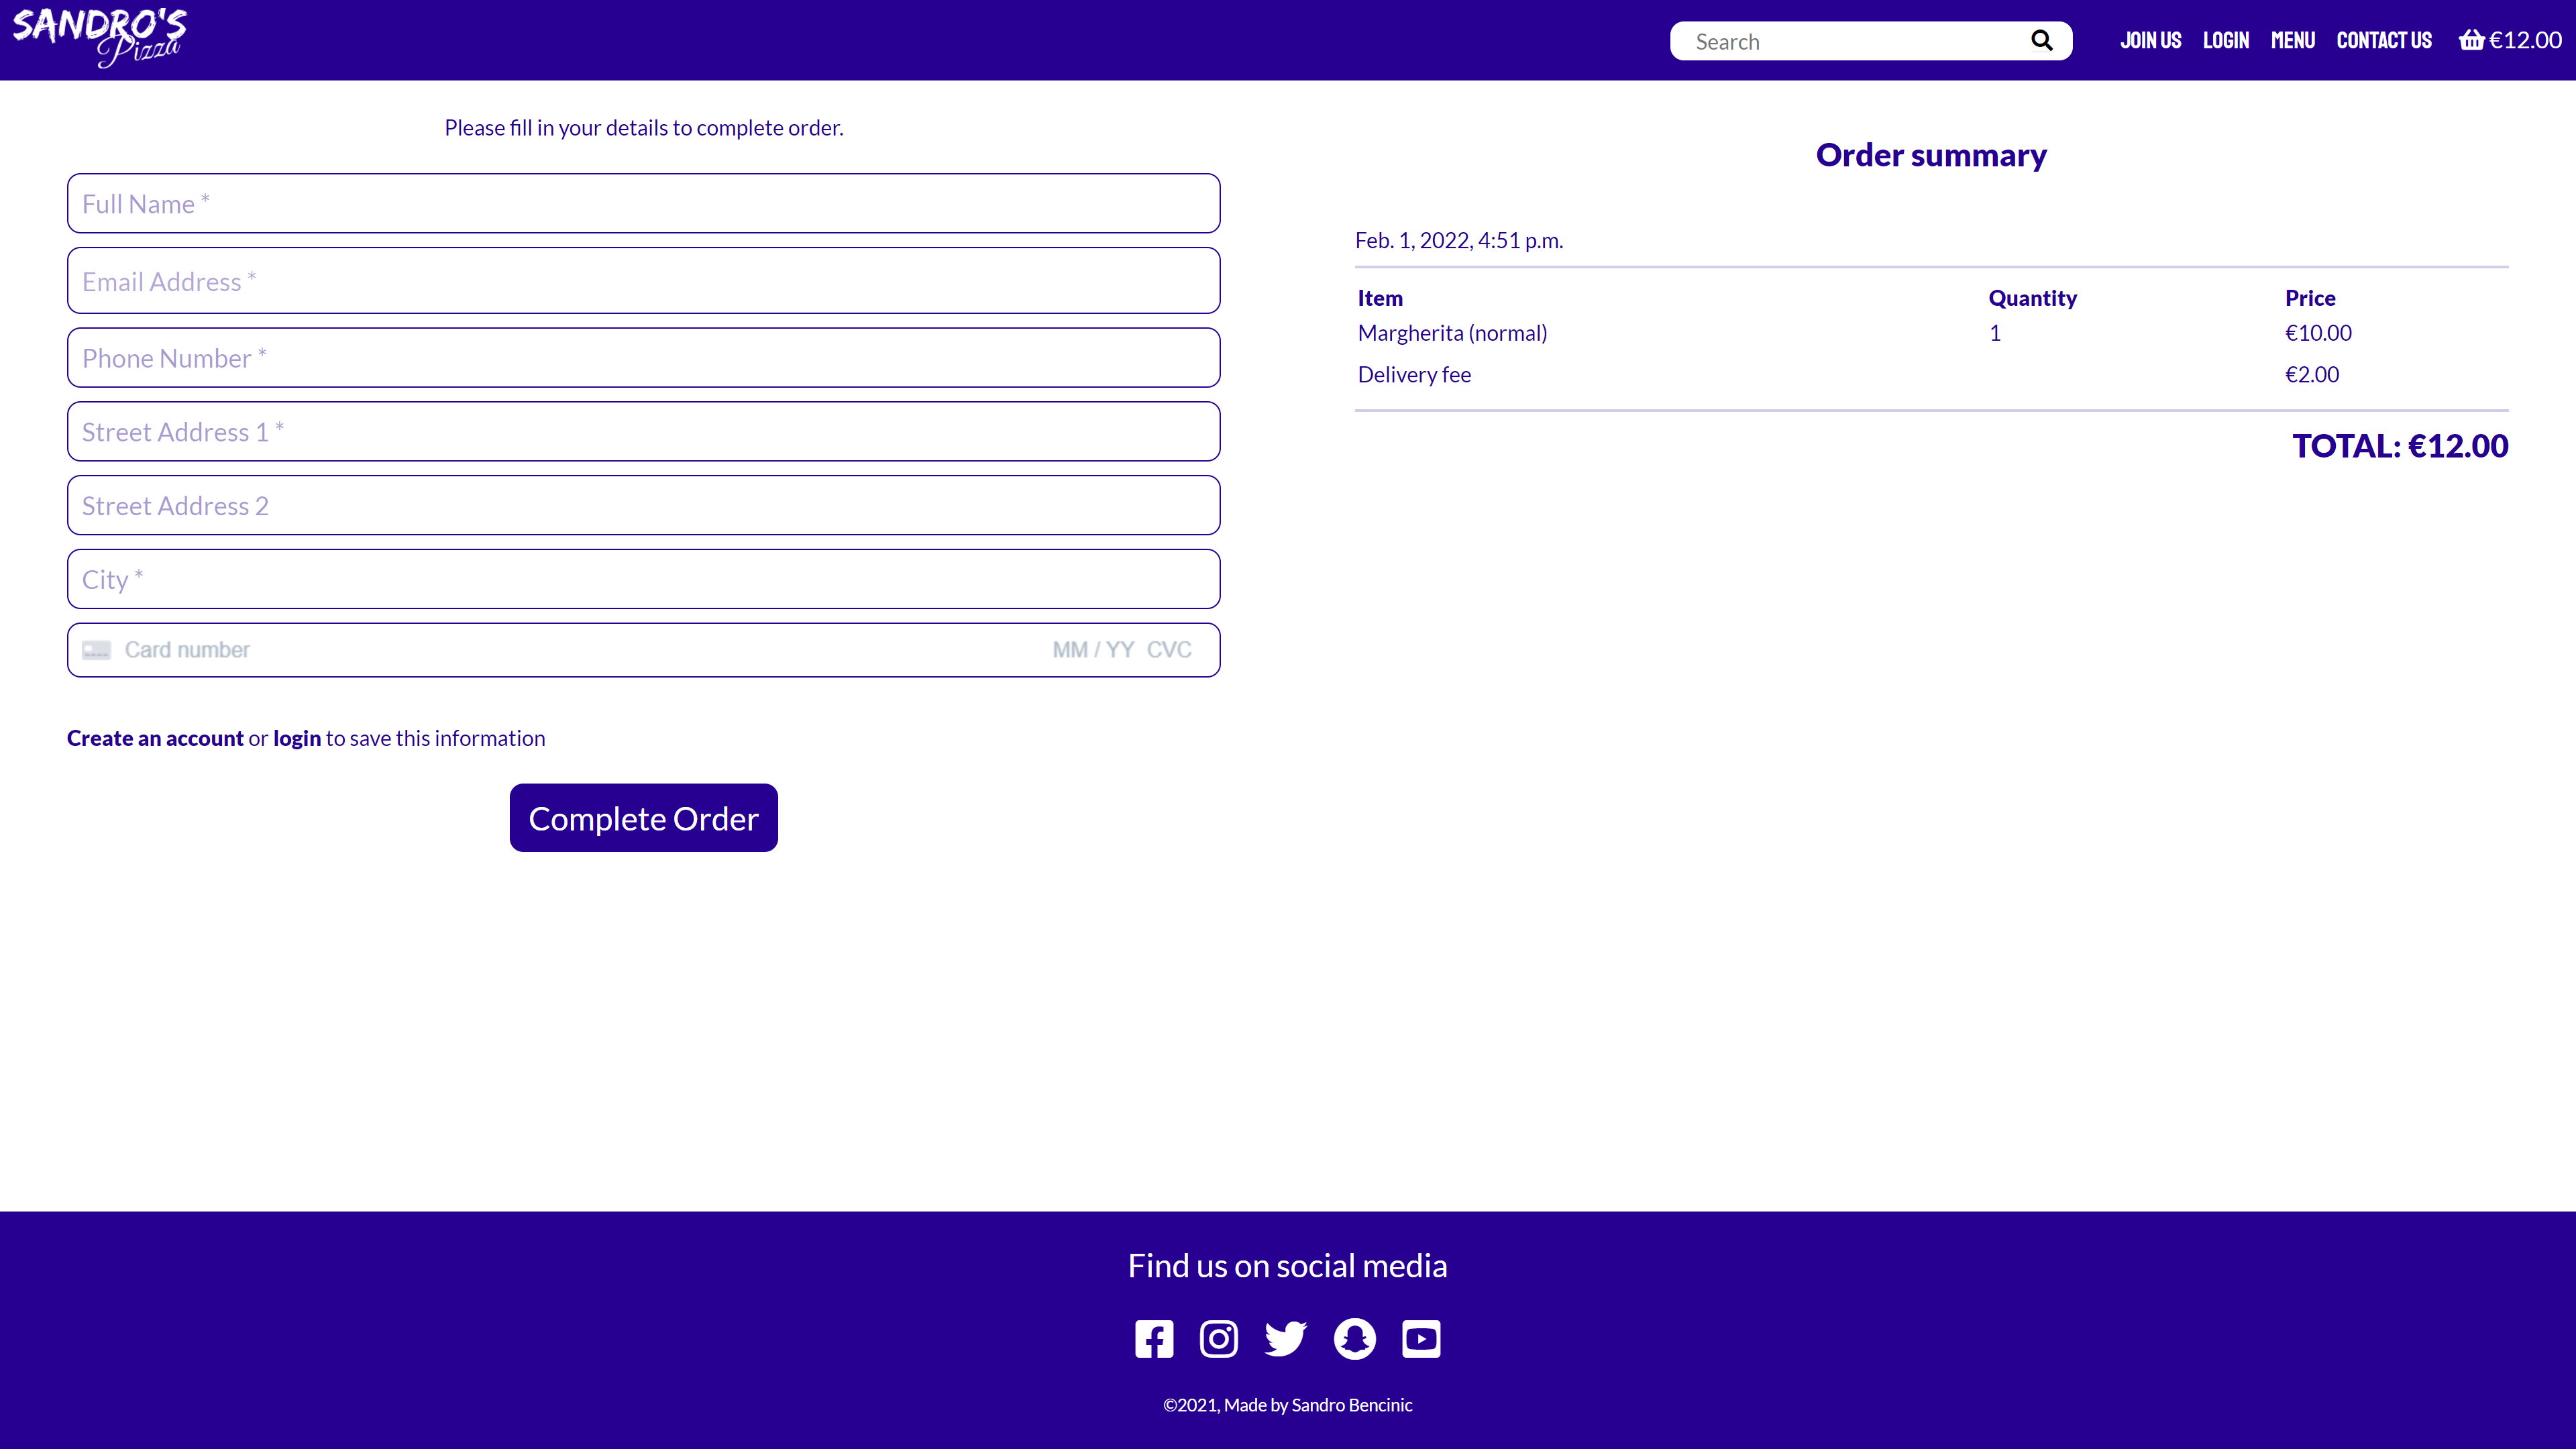 SANDRO'S
Pizza
Search
JOIN US LOGIN MENU CONTACT US €12.00
Please fill in your details to complete order.
Full Name *
Email Address *
Phone Number *
Street Address 1 *
Street Address 2
City *
Card number MM / YY CVC
Create an account or login to save this information
Complete Order
Order summary
Feb. 1, 2022, 4:51 p.m.
Item Quantity Price
Margherita (normal) 1 €10.00
Delivery fee €2.00
TOTAL: €12.00
Find us on social media
©2021, Made by Sandro Bencinic